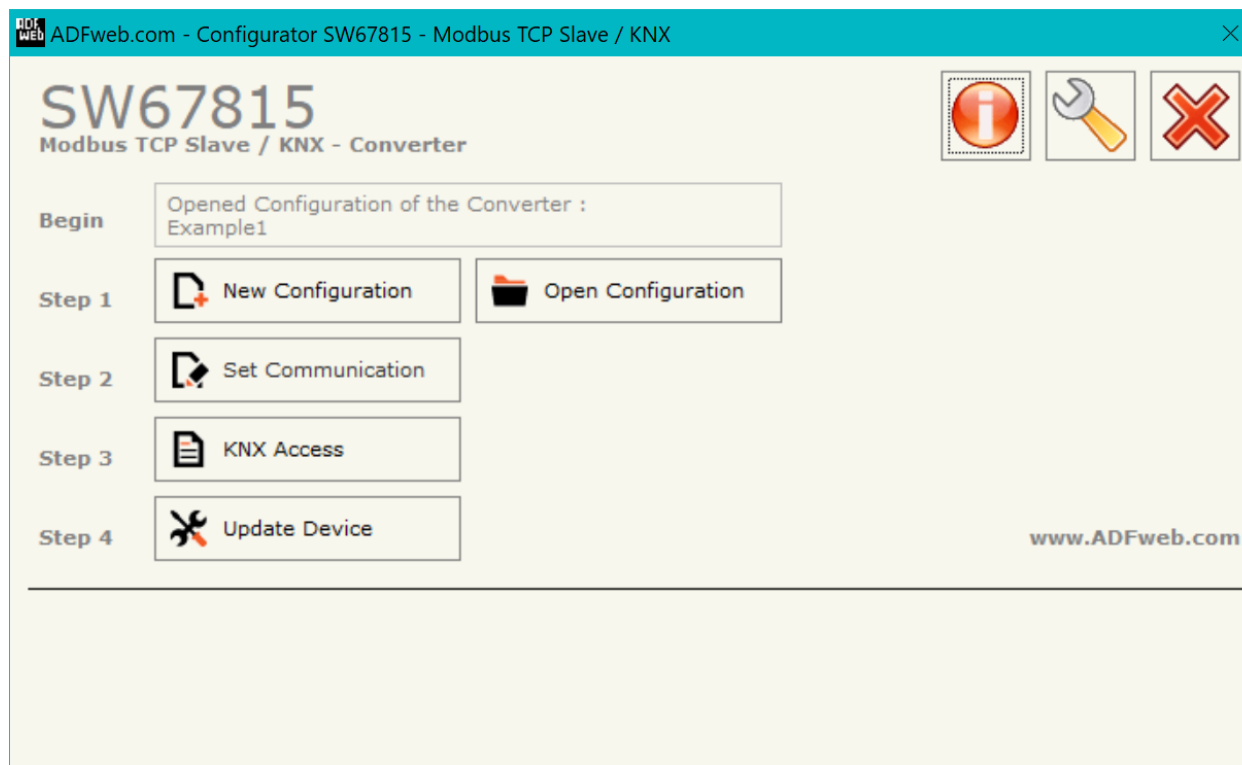 ADF
WEB
ADFweb.com - Configurator SW67815 - Modbus TCP Slave / KNX
SW67815
Modbus TCP Slave / KNX - Converter
Begin
Opened Configuration of the Converter :
Example1
Step 1
New Configuration
Open Configuration
Step 2
Set Communication
Step 3
KNX Access
Step 4
Update Device
www.ADFweb.com